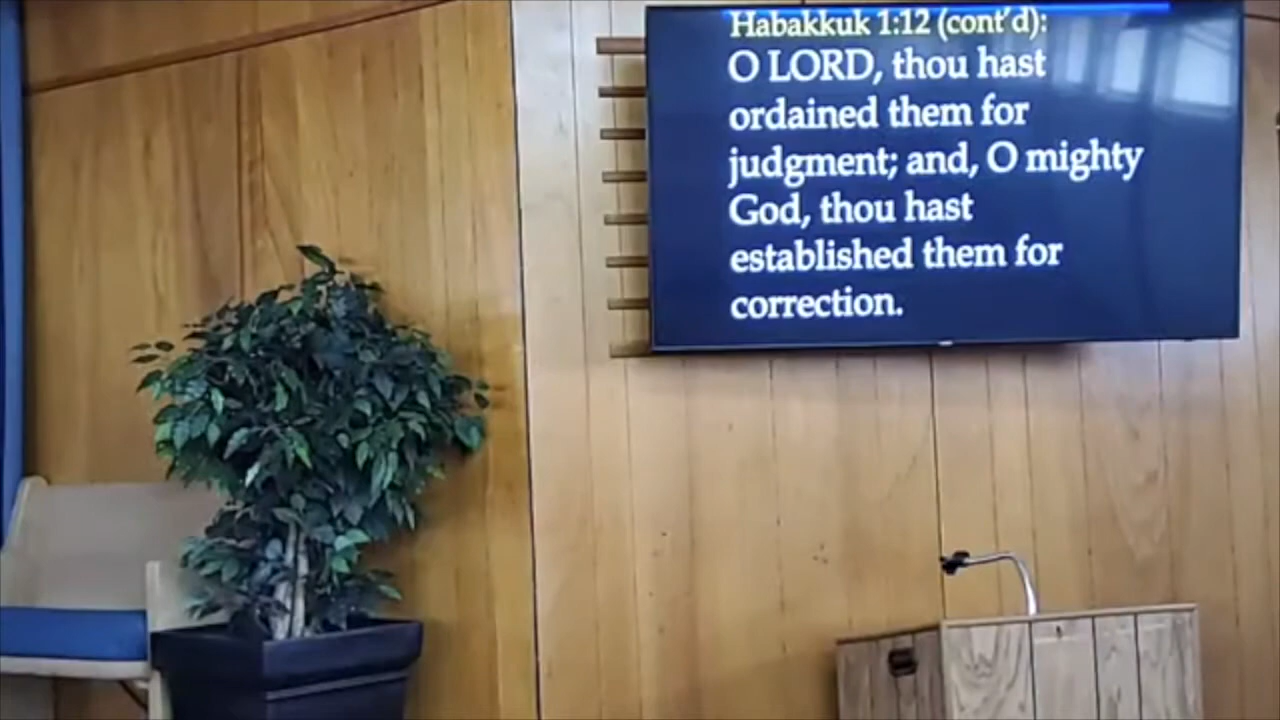 Habakkuk 1:12 (cont'd):
O LORD, thou hast
ordained them for
judgment; and, O mighty
God, thou hast
established them for
correction.